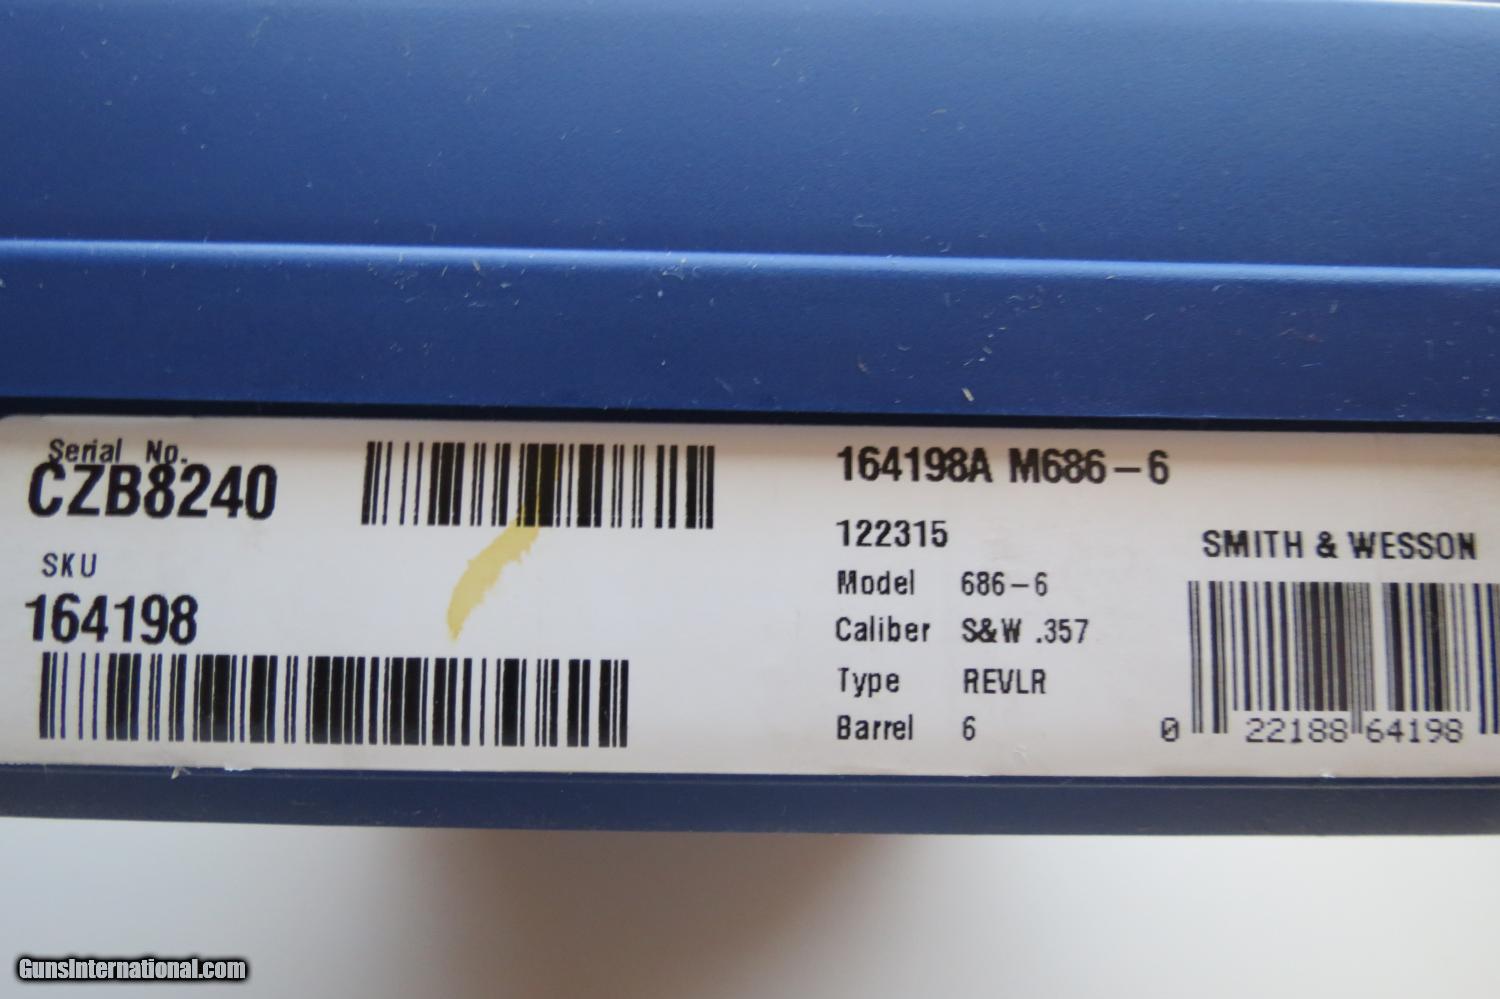 Serial No.
CZB8240
SKU
164198
164198A M686-6
122315
Model 686-6
Caliber S&W .357
Type REVLR
Barrel 6
SMITH & WESSON
0 22188 64198
GunsInternational.com